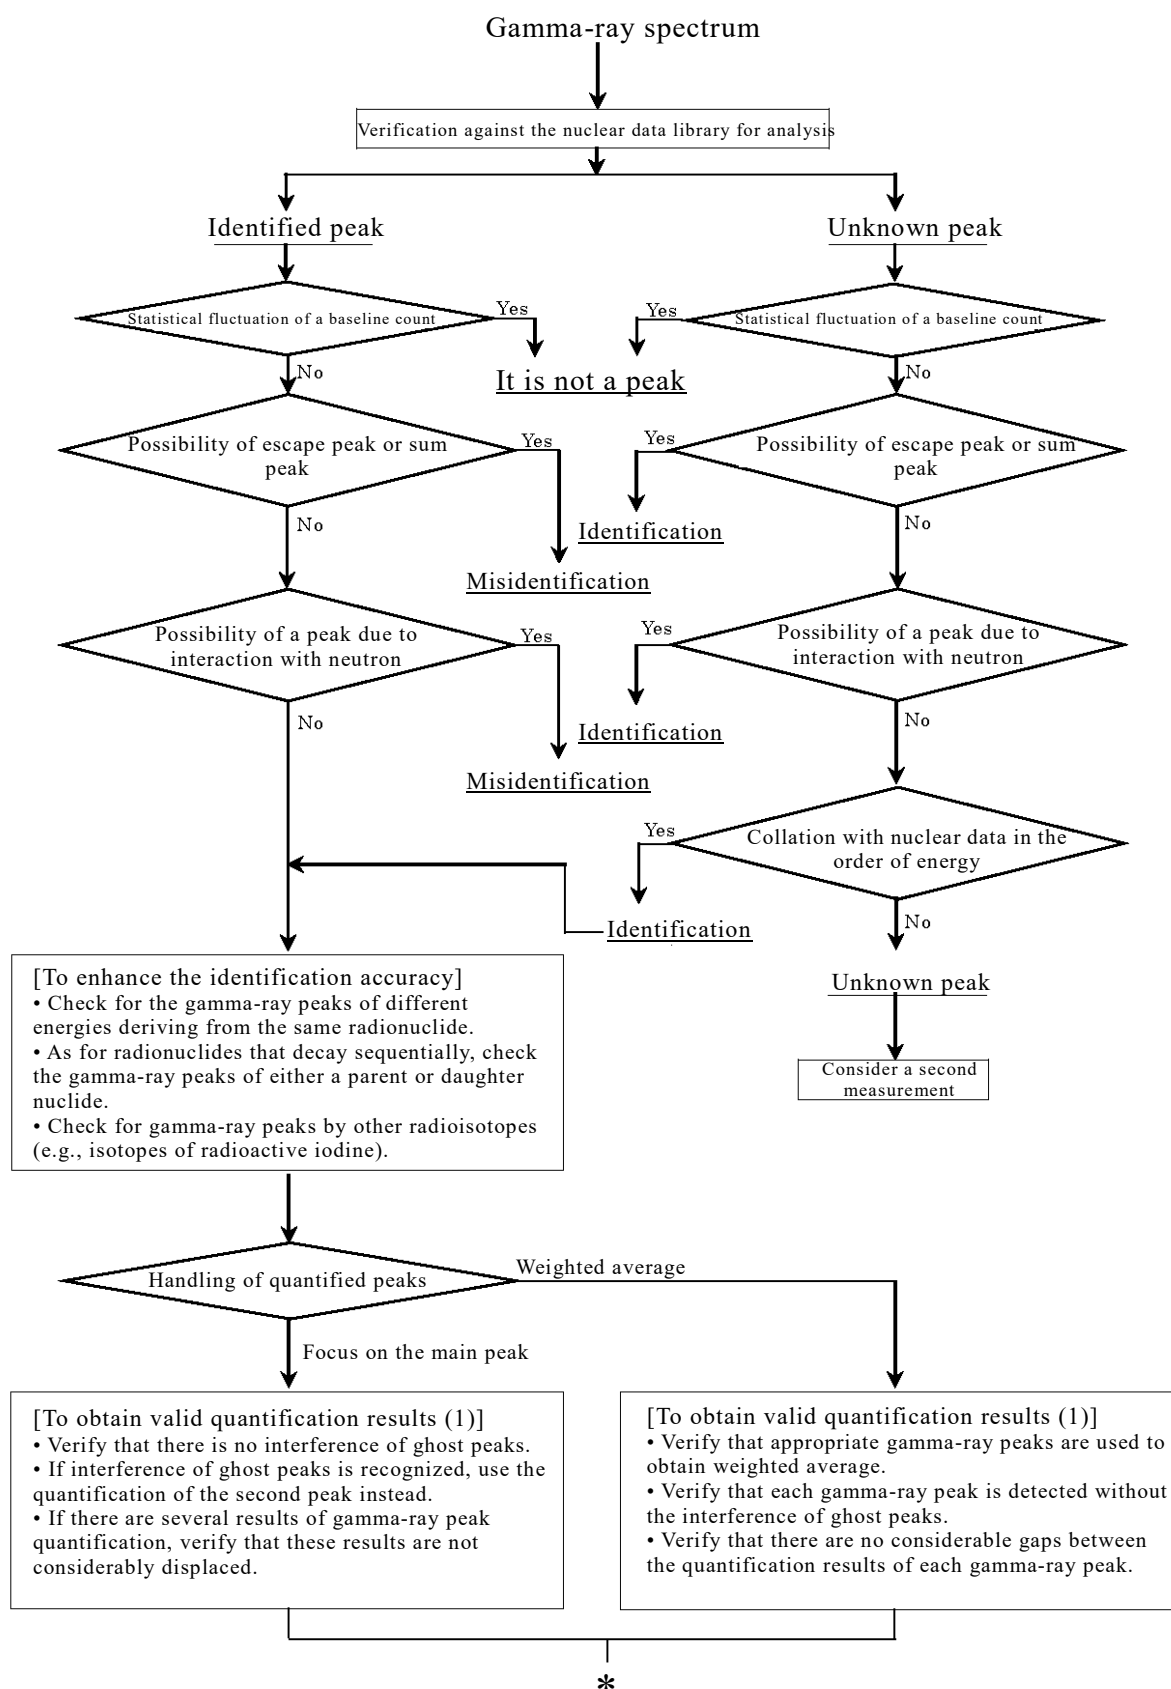 Gamma-ray spectrum
Verification against the nuclear data library for analysis
Identified peak
Unknown peak
Statistical fluctuation of a baseline count
Yes
Yes
Statistical fluctuation of a baseline count
No
It is not a peak
No
Possibility of escape peak or sum
peak
Yes
Yes
Possibility of escape peak or sum
peak
No
Identification
No
Misidentification
Possibility of a peak due to
interaction with neutron
Yes
Yes
Possibility of a peak due to
interaction with neutron
No
Identification
No
Misidentification
Yes
Collation with nuclear data in the
order of energy
Identification
No
Unknown peak
Consider a second
measurement
[To enhance the identification accuracy]
• Check for the gamma-ray peaks of different
energies deriving from the same radionuclide.
• As for radionuclides that decay sequentially, check
the gamma-ray peaks of either a parent or daughter
nuclide.
• Check for gamma-ray peaks by other radioisotopes
(e.g., isotopes of radioactive iodine).
Handling of quantified peaks
Weighted average
Focus on the main peak
[To obtain valid quantification results (1)]
• Verify that there is no interference of ghost peaks.
• If interference of ghost peaks is recognized, use the
quantification of the second peak instead.
• If there are several results of gamma-ray peak
quantification, verify that these results are not
considerably displaced.
[To obtain valid quantification results (1)]
• Verify that appropriate gamma-ray peaks are used to
obtain weighted average.
• Verify that each gamma-ray peak is detected without
the interference of ghost peaks.
• Verify that there are no considerable gaps between
the quantification results of each gamma-ray peak.
*